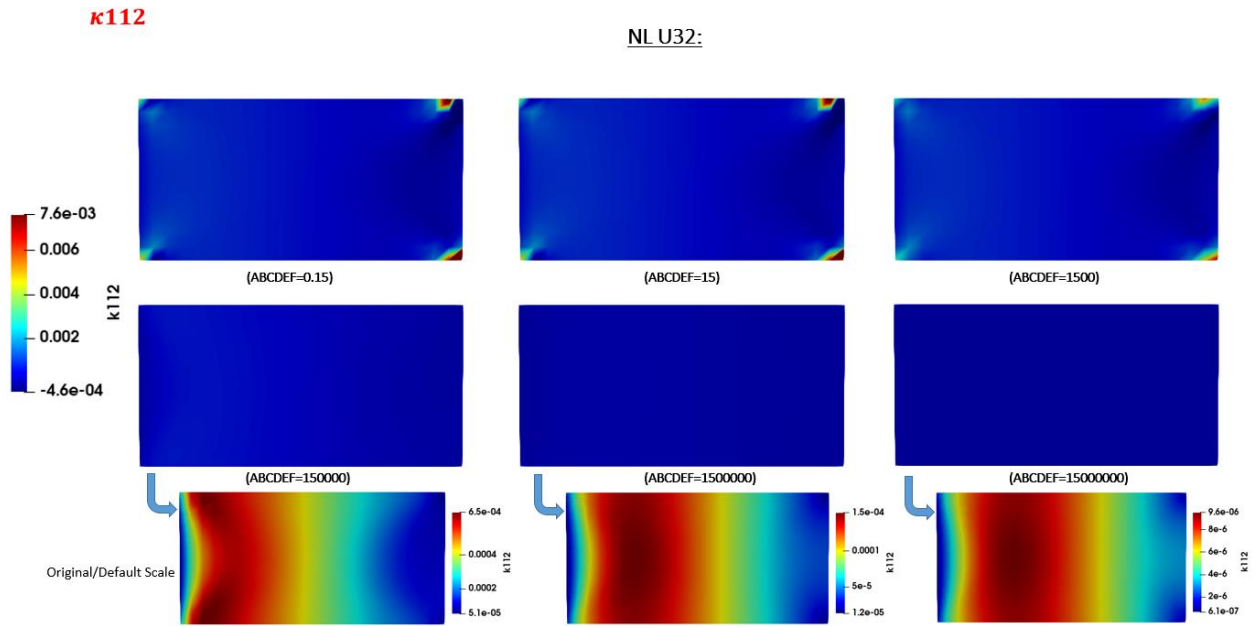 κ112
NL U32:
7.6e-03
0.006
0.004
0.002
-4.6e-04
k112
(ABCDEF=0.15)
(ABCDEF=15)
(ABCDEF=1500)
(ABCDEF=150000)
(ABCDEF=1500000)
(ABCDEF=15000000)
Original/Default Scale
6.5e-04
0.0004
0.0002
5.1e-05
k112
1.5e-04
0.0001
5e-5
1.2e-05
k112
9.6e-06
8e-6
6e-6
4e-6
2e-6
6.1e-07
k112